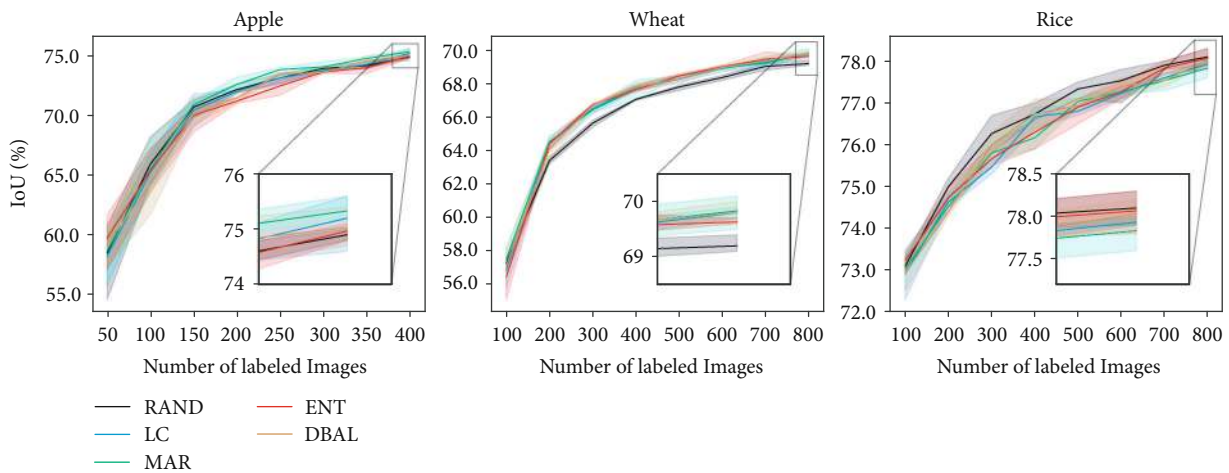 Apple
Wheat
Rice
IoU (%)
75.0
70.0
65.0
60.0
55.0
76
75
74
50 100 150 200 250 300 350 400
Number of labeled Images
70.0
68.0
66.0
64.0
62.0
60.0
58.0
56.0
70
69
100 200 300 400 500 600 700 800
Number of labeled Images
78.0
77.0
76.0
75.0
74.0
73.0
72.0
78.5
78.0
77.5
100 200 300 400 500 600 700 800
Number of labeled Images
RAND
LC
MAR
ENT
DBAL